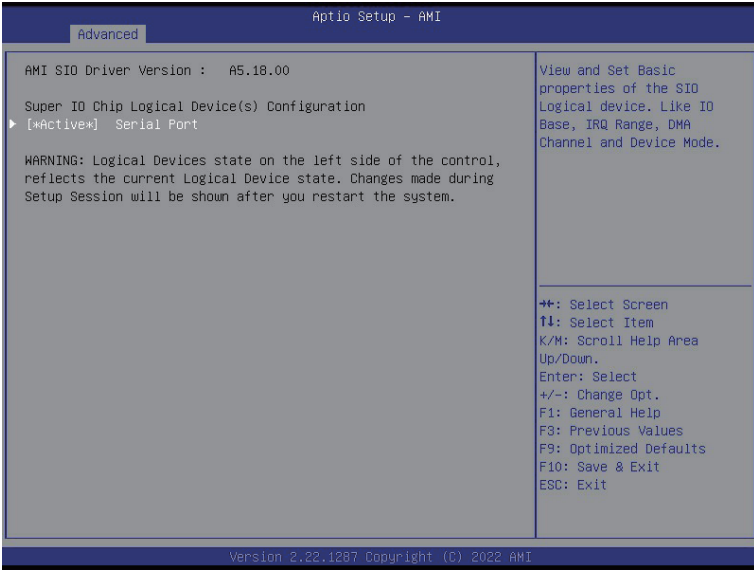 Aptio Setup – AMI
Advanced
AMI SIO Driver Version : A5.18.00
Super IO Chip Logical Device(s) Configuration
[*Active*] Serial Port
WARNING: Logical Devices state on the left side of the control,
reflects the current Logical Device state. Changes made during
Setup Session will be shown after you restart the system.
View and Set Basic
properties of the SIO
Logical device. Like IO
Base, IRQ Range, DMA
Channel and Device Mode.
→←: Select Screen
↑↓: Select Item
K/M: Scroll Help Area
Up/Down.
Enter: Select
+/-: Change Opt.
F1: General Help
F3: Previous Values
F9: Optimized Defaults
F10: Save & Exit
ESC: Exit
Version 2.22.1287 Copyright (C) 2022 AMI